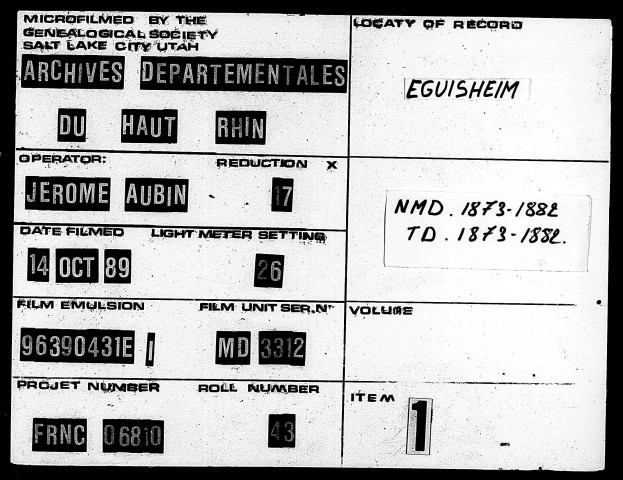 MICROFILMED BY THE
GENEALOGICAL SOCIETY
SALT LAKE CITY UTAH
ARCHIVES DEPARTEMENTALES
DU HAUT RHIN
OPERATOR: REDUCTION X
JEROME AUBIN 17
DATE FILMED LIGHT METER SETTING
14 OCT 89 26
FILM EMULSION FILM UNIT SER.N°
96390431E 1 MD 3312
PROJET NUMBER ROLL NUMBER
FRNC 06810 43
LOCATY OF RECORD
EGUISHEIM
NMD. 1873-1882
TD. 1873-1882.
VOLUME
ITEM 1